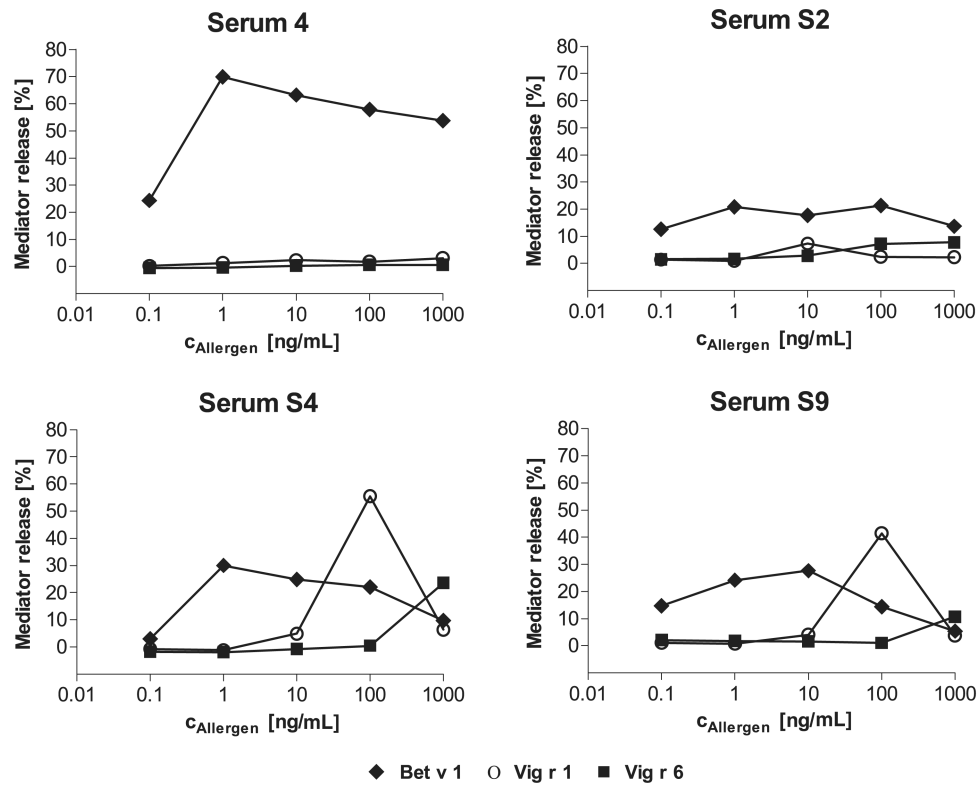 Serum 4
Mediator release [%]
80
70
60
50
40
30
20
10
0
0.01 0.1 1 10 100 1000
cAllergen [ng/mL]
Serum S2
Mediator release [%]
80
70
60
50
40
30
20
10
0
0.01 0.1 1 10 100 1000
cAllergen [ng/mL]
Serum S4
Mediator release [%]
80
70
60
50
40
30
20
10
0
0.01 0.1 1 10 100 1000
cAllergen [ng/mL]
Serum S9
Mediator release [%]
80
70
60
50
40
30
20
10
0
0.01 0.1 1 10 100 1000
cAllergen [ng/mL]
Bet v 1 Vig r 1 Vig r 6